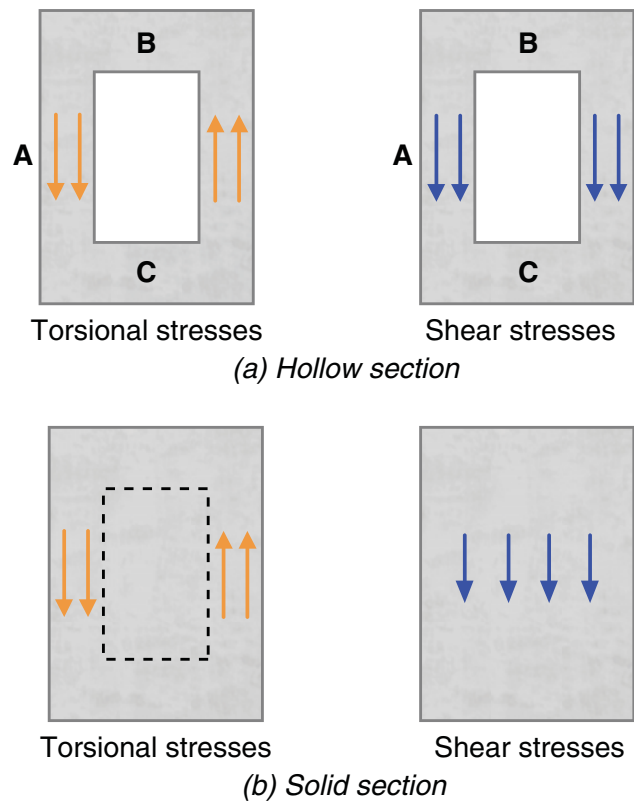 B B
A A
C C
Torsional stresses Shear stresses
(a) Hollow section
Torsional stresses Shear stresses
(b) Solid section